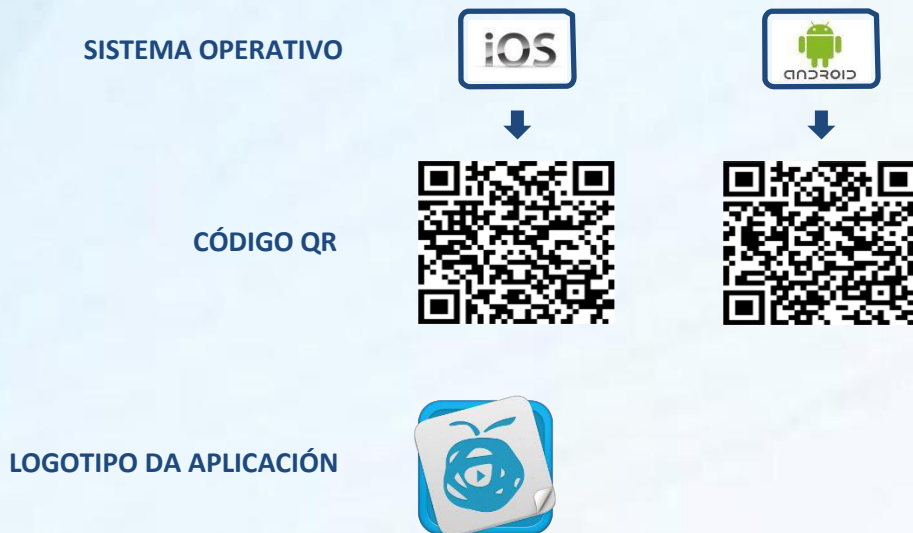 SISTEMA OPERATIVO
iOS
ANDROID
CÓDIGO QR
LOGOTIPO DA APLICACIÓN